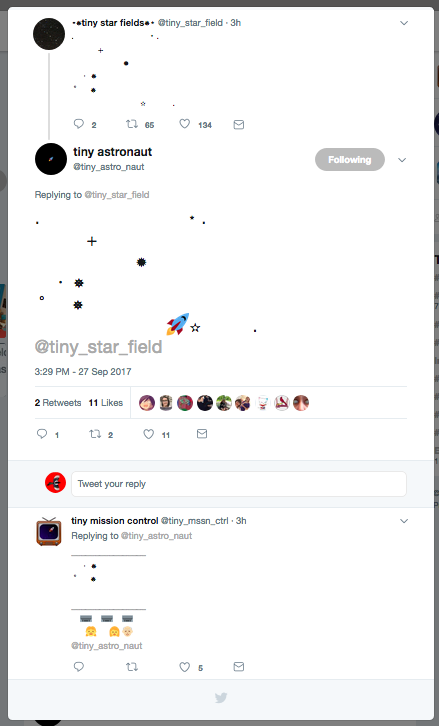 tiny star fields @tiny_star_field · 3h
2 65 134
tiny astronaut
@tiny_astro_naut
Following
Replying to @tiny_star_field
@tiny_star_field
3:29 PM - 27 Sep 2017
2 Retweets 11 Likes
1 2 11
Tweet your reply
tiny mission control @tiny_mssn_ctrl · 3h
Replying to @tiny_astro_naut
@tiny_astro_naut
5